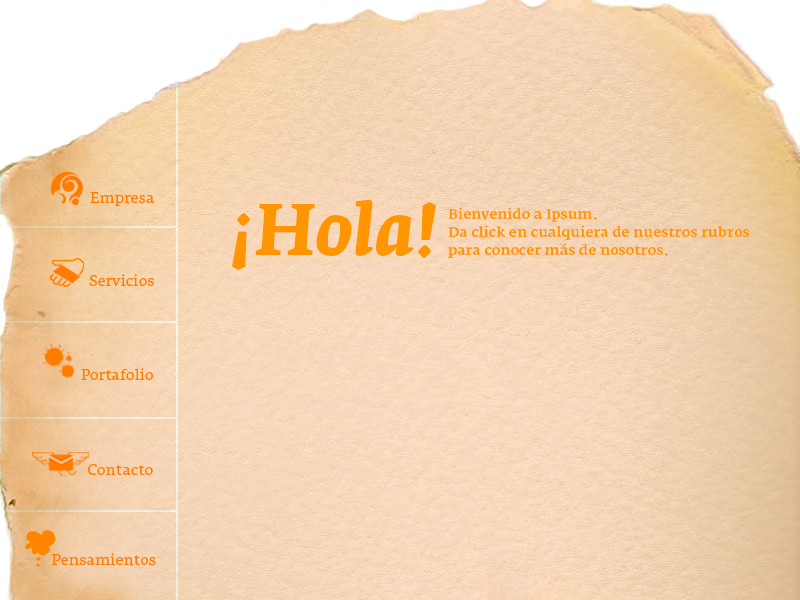 Empresa
Servicios
Portafolio
Contacto
Pensamientos
¡Hola!
Bienvenido a Ipsum.
Da click en cualquiera de nuestros rubros
para conocer más de nosotros.